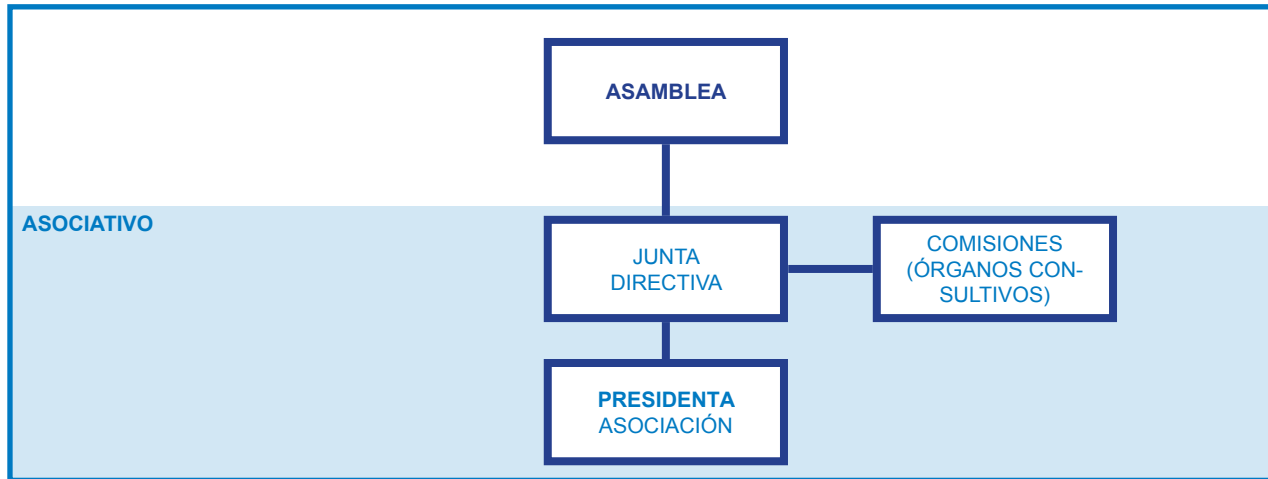 ASAMBLEA
ASOCIATIVO
JUNTA
DIRECTIVA
COMISIONES
(ÓRGANOS CON-
SULTIVOS)
PRESIDENTA
ASOCIACIÓN